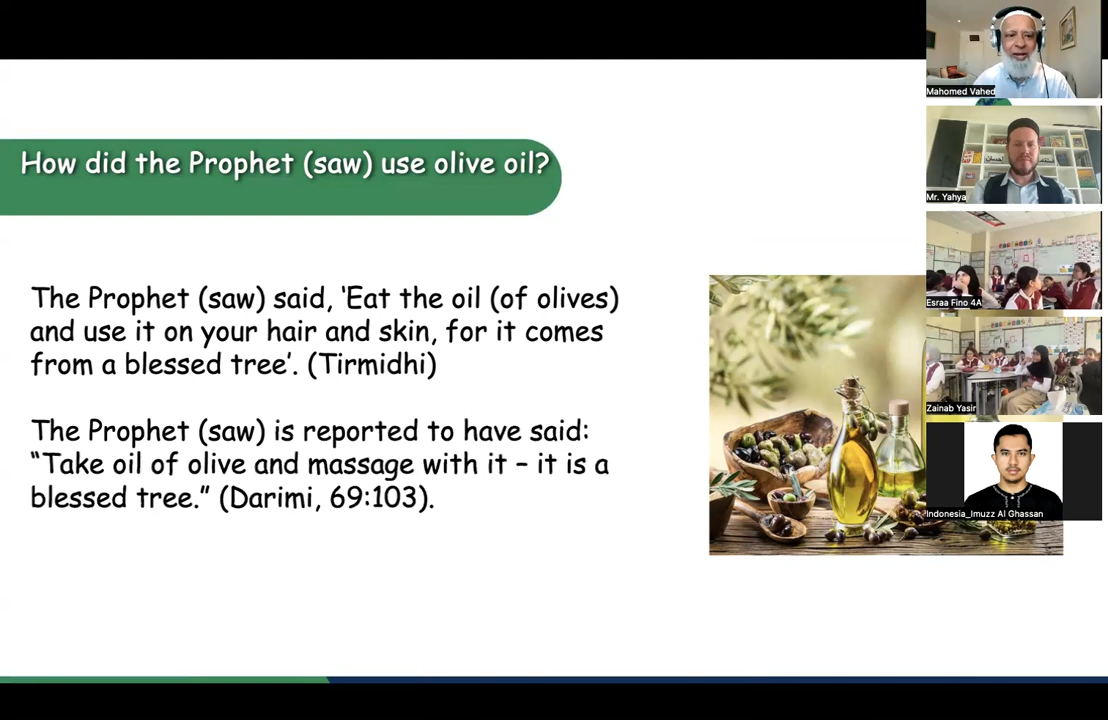 How did the Prophet (saw) use olive oil?
The Prophet (saw) said, ‘Eat the oil (of olives)
and use it on your hair and skin, for it comes
from a blessed tree’. (Tirmidhi)
The Prophet (saw) is reported to have said:
“Take oil of olive and massage with it – it is a
blessed tree.” (Darimi, 69:103).
Mahomed Vahed
Mr. Yahya
Esraa Fino 4A
Zainab Yasir
Indonesia_Imuzz Al Ghassan